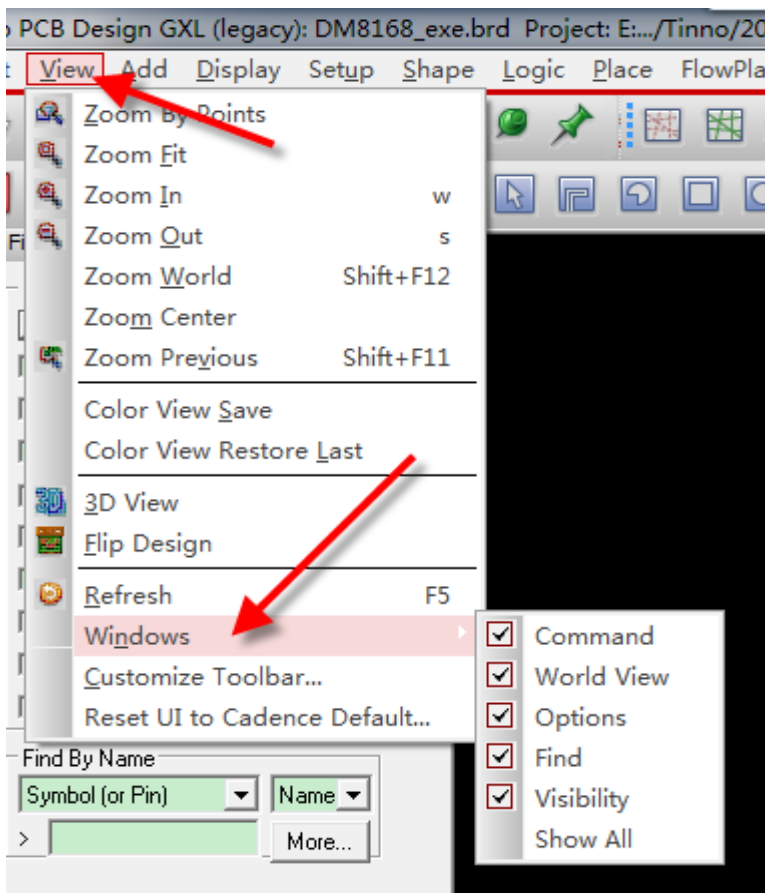 PCB Design GXL (legacy): DM8168_exe.brd Project: E:.../Tinno/20
View Add Display Setup Shape Logic Place FlowPla
Zoom By Points
Zoom Fit
Zoom In w
Zoom Out s
Zoom World Shift+F12
Zoom Center
Zoom Previous Shift+F11
Color View Save
Color View Restore Last
3D View
Flip Design
Refresh F5
Windows
Command
Customize Toolbar...
World View
Reset UI to Cadence Default...
Options
Find
Visibility
Show All
Find By Name
Symbol (or Pin) Name
> More...